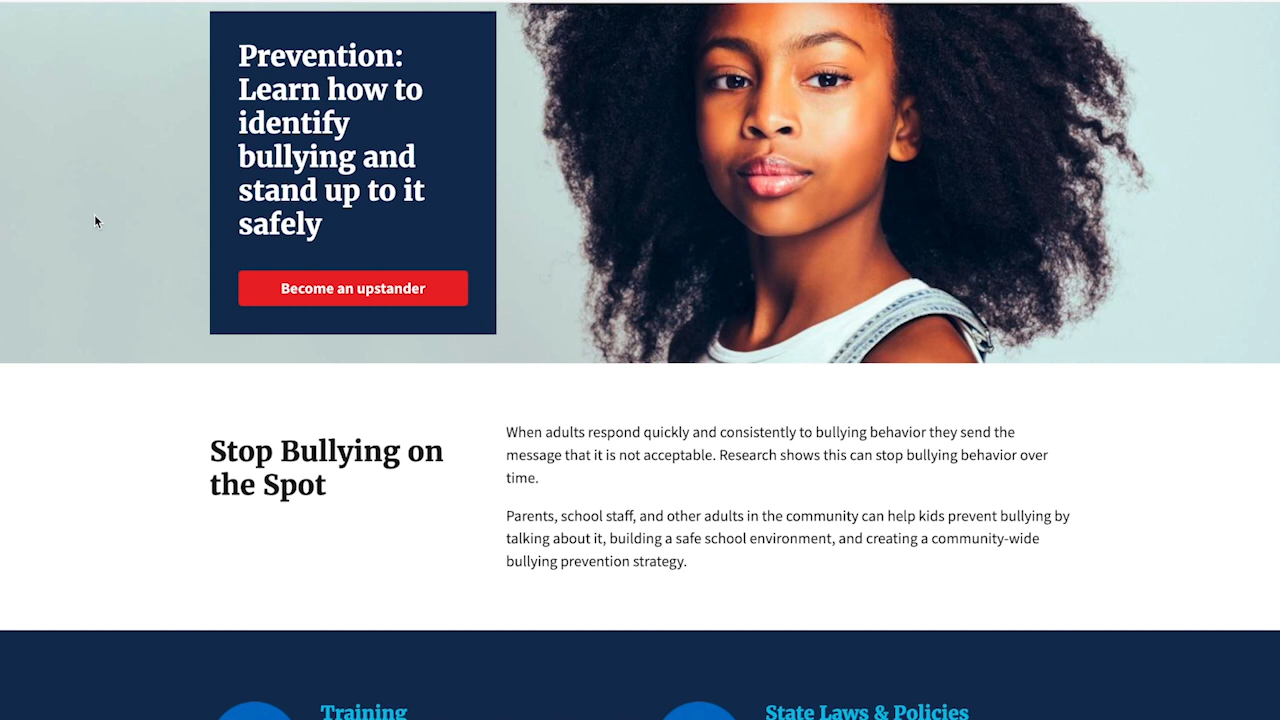 Prevention:
Learn how to
identify
bullying and
stand up to it
safely
Become an upstander
Stop Bullying on
the Spot
When adults respond quickly and consistently to bullying behavior they send the
message that it is not acceptable. Research shows this can stop bullying behavior over
time.
Parents, school staff, and other adults in the community can help kids prevent bullying by
talking about it, building a safe school environment, and creating a community-wide
bullying prevention strategy.
Training
State Laws & Policies